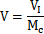 V = V_I / M_c